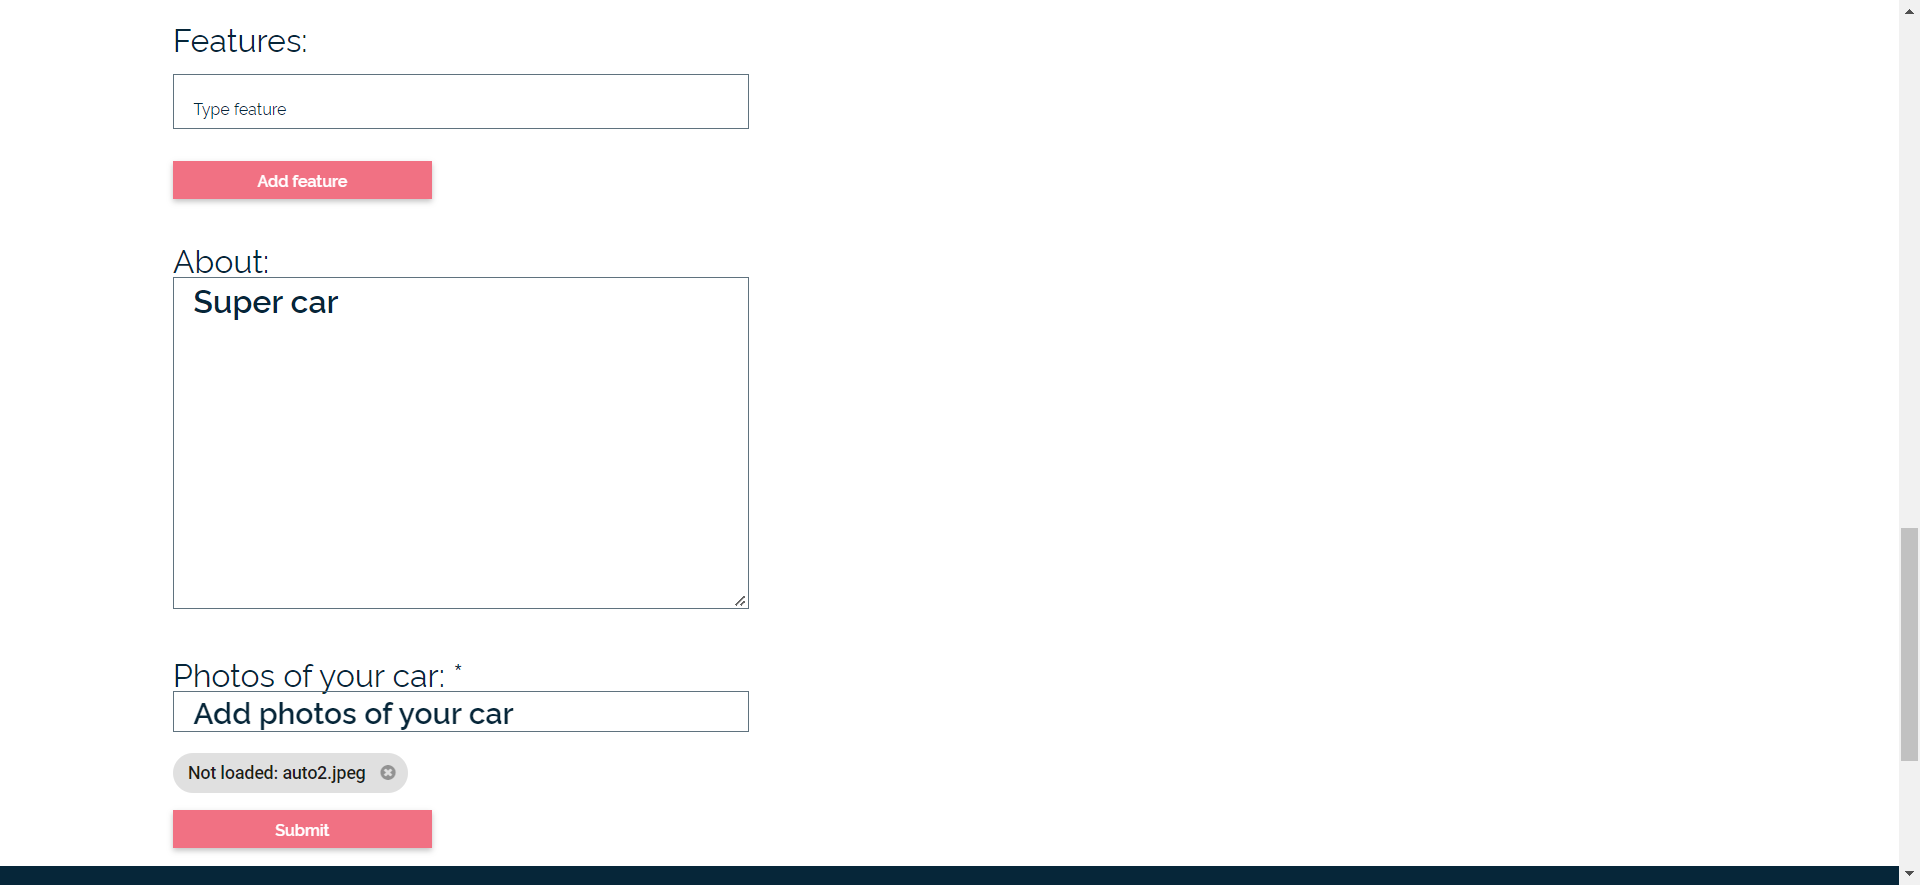 Features:
Type feature
Add feature
About:
Super car
Photos of your car: *
Add photos of your car
Not loaded: auto2.jpeg
Submit